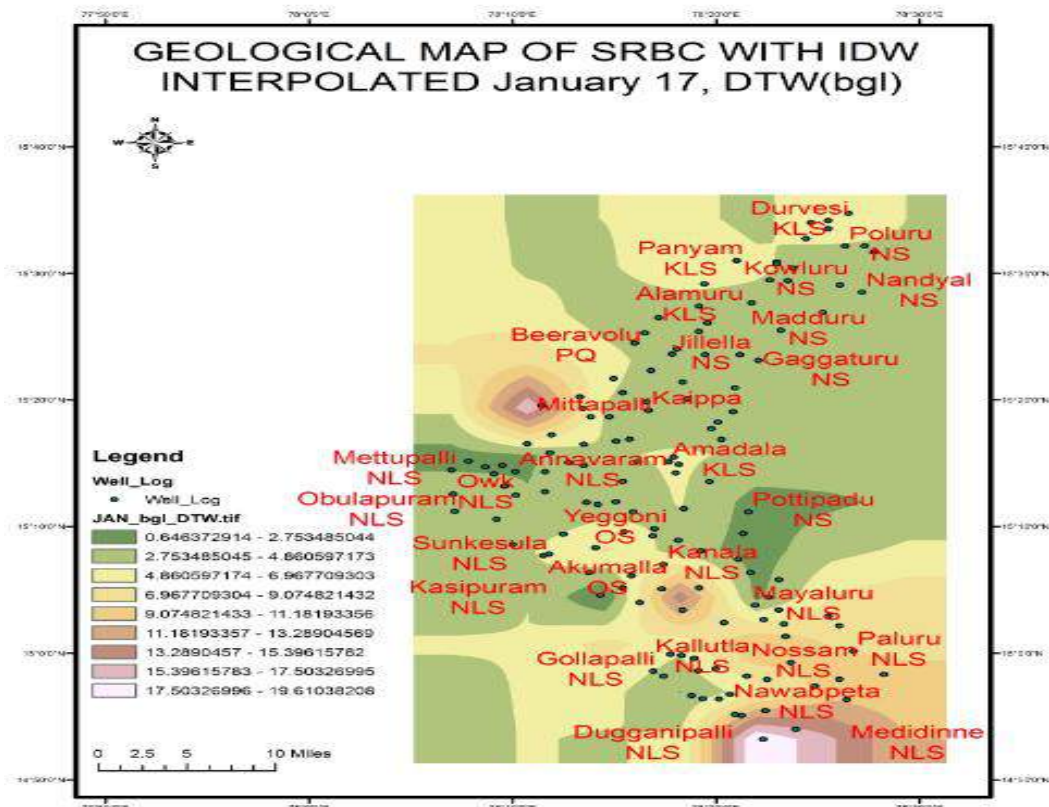 GEOLOGICAL MAP OF SRBC WITH IDW
INTERPOLATED January 17, DTW(bgl)
N
W E
S
Durvesi
KLS
Poluru
NS
Panyam
KLS
Kowluru
NS
Nandyal
NS
Alamuru
KLS
Madduru
NS
Beeravolu
PQ
Jillella
NS
Gaggaturu
NS
Mittapalli
Kaippa
Mettupalli
NLS
Annavaram
NLS
Amadala
KLS
Owk
NLS
Obulapuram
NLS
Pottipadu
NS
Yeggoni
OS
Sunkesula
NLS
Kanala
NLS
Kasipuram
NLS
Akumalla
OS
Mayaluru
NLS
Paluru
NLS
Kallutla
NLS
Nossam
NLS
Gollapalli
NLS
Nawabpeta
NLS
Dugganipalli
NLS
Medidinne
NLS
Legend
Well_Log
Well_Log
JAN_bgl_DTW.tif
0.646372914 - 2.753485044
2.753485045 - 4.860597173
4.860597174 - 6.967709303
6.967709304 - 9.074821432
9.074821433 - 11.18193356
11.18193357 - 13.28904569
13.2890457 - 15.39615782
15.39615783 - 17.50326995
17.50326996 - 19.61038208
0 2.5 5 10 Miles